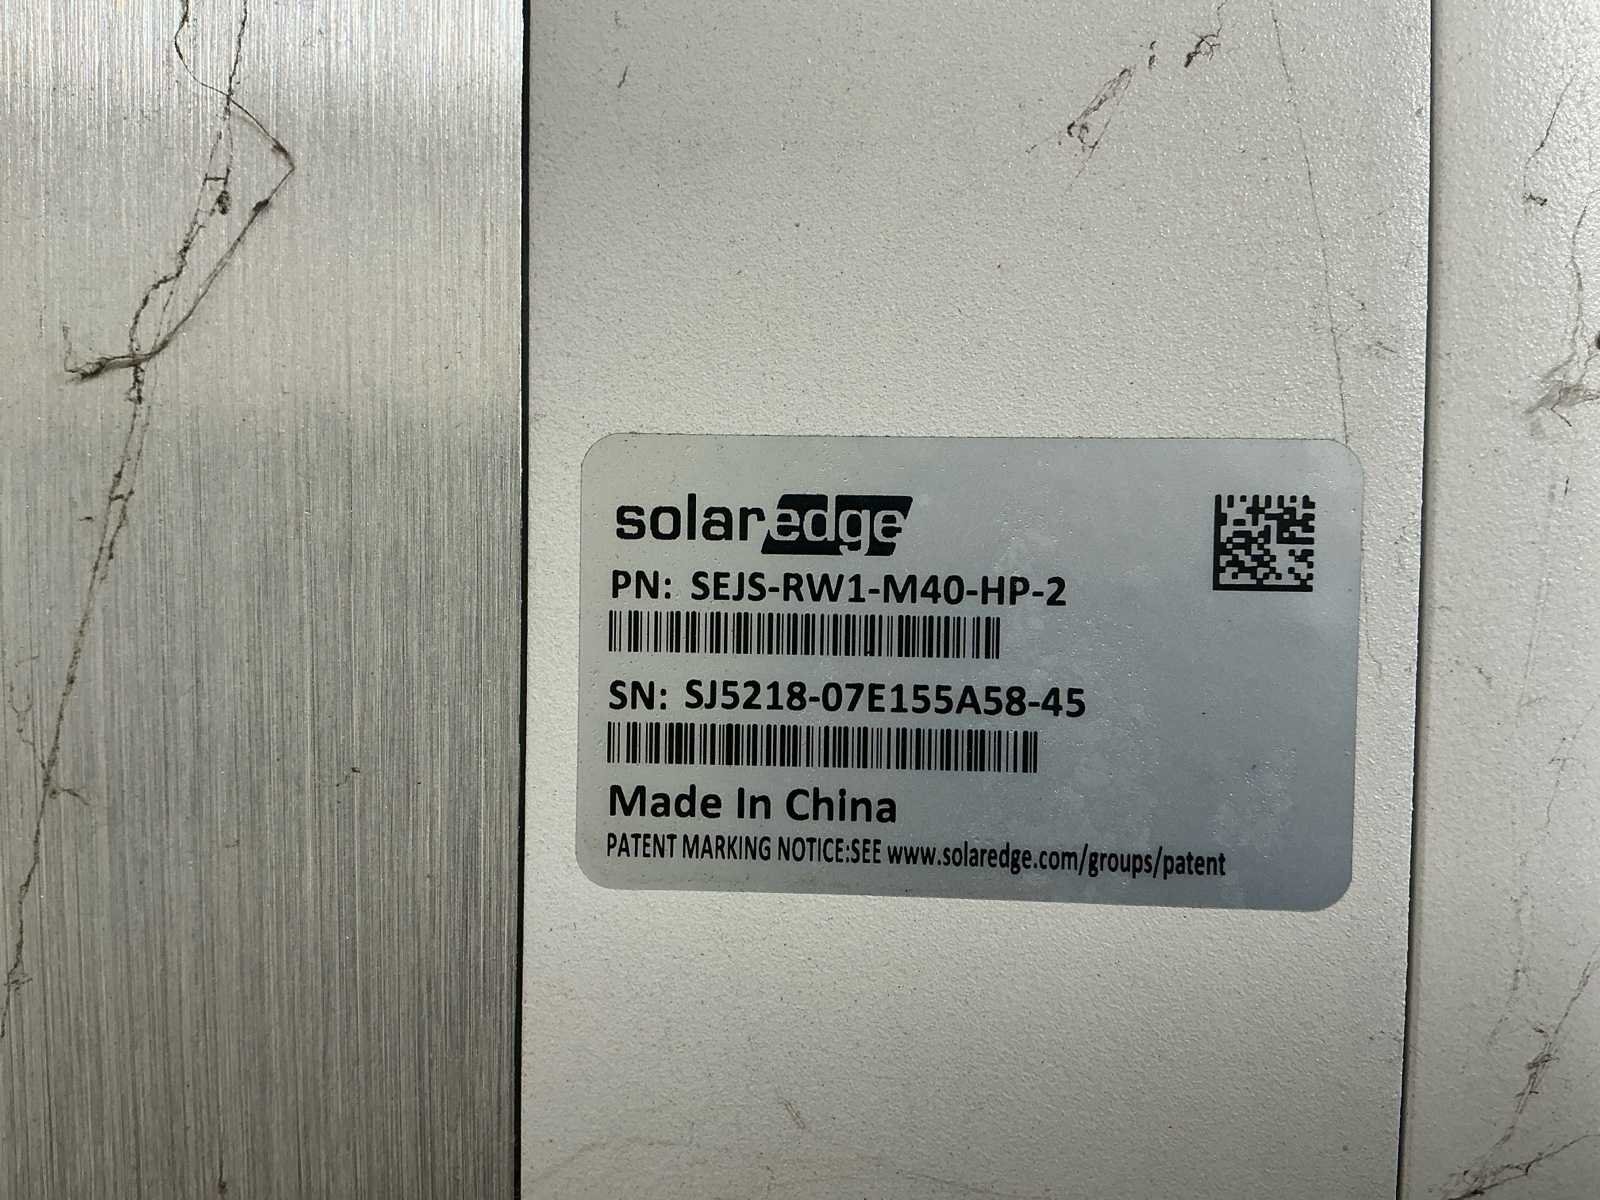 solaredge
PN: SEJS-RW1-M40-HP-2
SN: SJ5218-07E155A58-45
Made In China
PATENT MARKING NOTICE:SEE www.solaredge.com/groups/patent